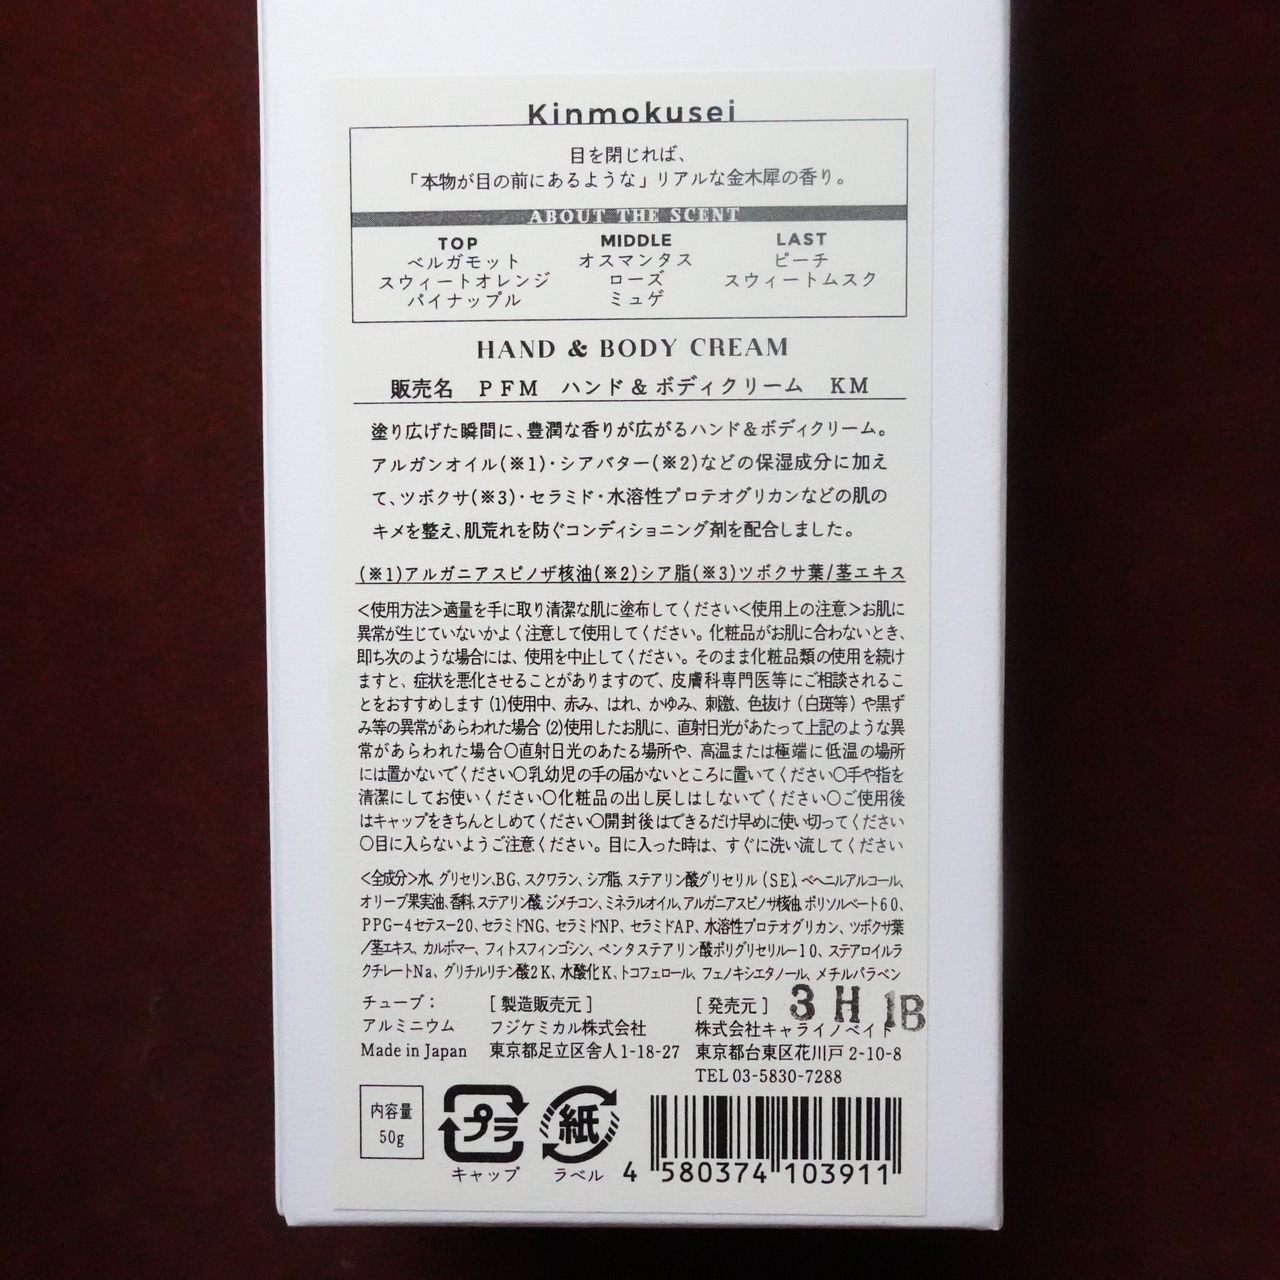 Kinmokusei
目を閉じれば、
「本物が目の前にあるような」リアルな金木犀の香り。
ABOUT THE SCENT
TOP MIDDLE LAST
ベルガモット オスマンタス ピーチ
スウィートオレンジ ローズ スウィートムスク
パイナップル ミュゲ
HAND & BODY CREAM
販売名 PFM ハンド&ボディクリーム KM
塗り広げた瞬間に、豊潤な香りが広がるハンド&ボディクリーム。
アルガンオイル(※1)・シアバター(※2)などの保湿成分に加え
て、ツボクサ(※3)・セラミド・水溶性プロテオグリカンなどの肌の
キメを整え、肌荒れを防ぐコンディショニング剤を配合しました。
(※1)アルガニアスピノザ核油(※2)シア脂(※3)ツボクサ葉/茎エキス
<使用方法>適量を手に取り清潔な肌に塗布してください<使用上の注意>お肌に
異常が生じていないかよく注意して使用してください。化粧品がお肌に合わないとき、
即ち次のような場合には、使用を中止してください。そのまま化粧品類の使用を続け
ますと、症状を悪化させることがありますので、皮膚科専門医等にご相談されるこ
とをおすすめします(1)使用中、赤み、はれ、かゆみ、刺激、色抜け(白斑等)や黒ず
み等の異常があらわれた場合(2)使用したお肌に、直射日光があたって上記のような異
常があらわれた場合〇直射日光のあたる場所や、高温または極端に低温の場所
には置かないでください〇乳幼児の手の届かないところに置いてください〇手や指を
清潔にしてお使いください〇化粧品の出し戻しはしないでください〇ご使用後
はキャップをきちんとしめてください〇開封後はできるだけ早めに使い切ってください
〇目に入らないようご注意ください。目に入った時は、すぐに洗い流してください
<全成分>水、グリセリン、BG、スクワラン、シア脂、ステアリン酸グリセリル(SE)、ベヘニルアルコール、
オリーブ果実油、香料、ステアリン酸、ジメチコン、ミネラルオイル、アルガニアスピノサ核油、ポリソルベート60、
PPG-4セテス-20、セラミドNG、セラミドNP、セラミドAP、水溶性プロテオグリカン、ツボクサ葉
/茎エキス、カルボマー、フィトスフィンゴシン、ペンタステアリン酸ポリグリセリル-10、ステアロイルラ
クチレートNa、グリチルリチン酸2K、水酸化K、トコフェロール、フェノキシエタノール、メチルパラベン
チューブ： [製造販売元] [発売元] 3H1B
アルミニウム フジケミカル株式会社 株式会社キャライノベイト
Made in Japan 東京都足立区舎人1-18-27 東京都台東区花川戸2-10-8
TEL 03-5830-7288
内容量
50g
プラ 紙
キャップ ラベル 4 580374 103911